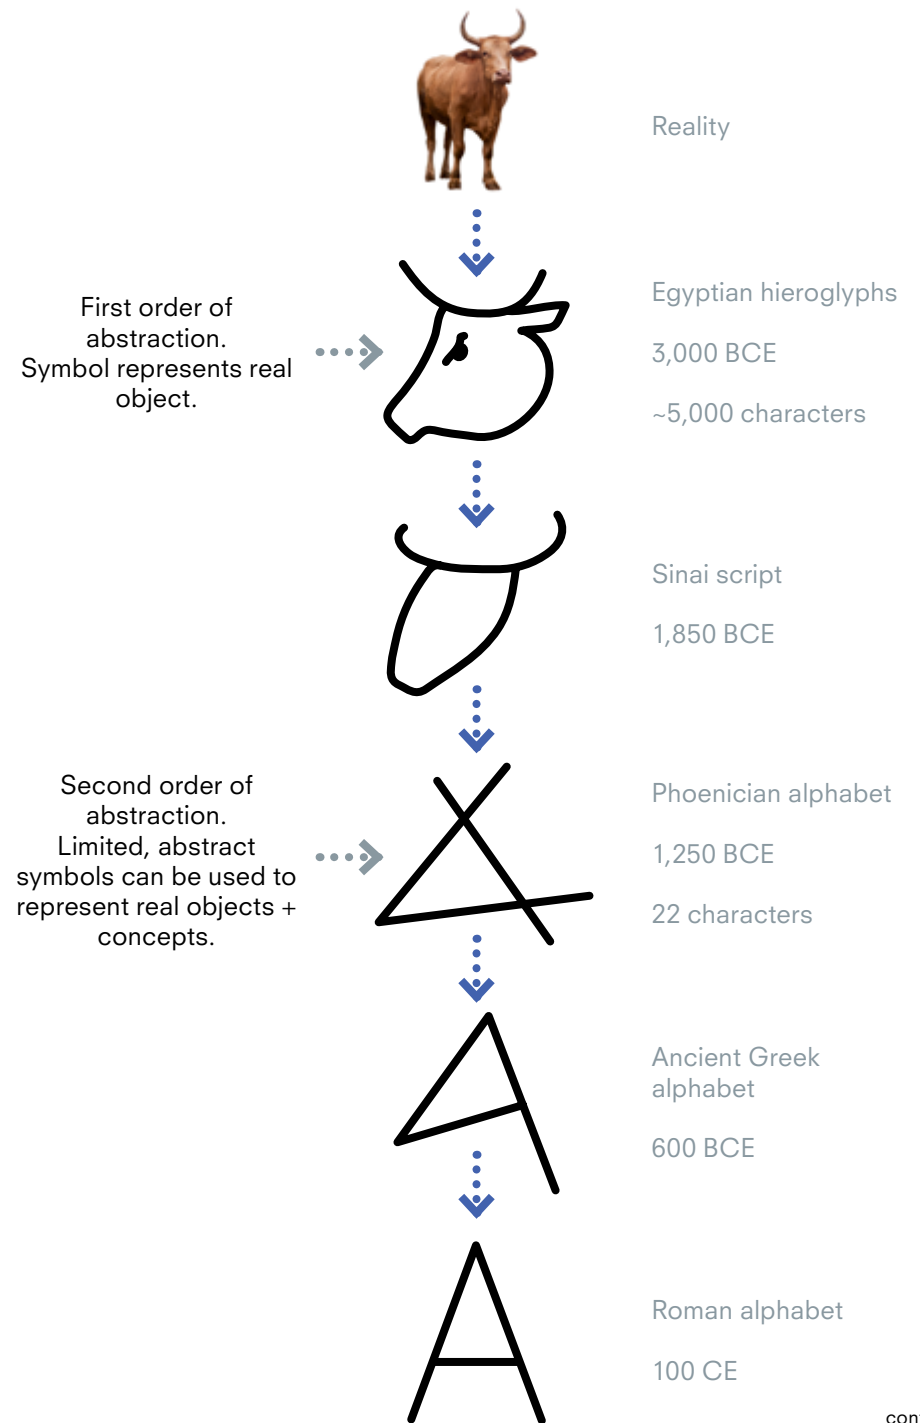 Reality
First order of
abstraction.
Symbol represents real
object.
Egyptian hieroglyphs
3,000 BCE
~5,000 characters
Sinai script
1,850 BCE
Second order of
abstraction.
Limited, abstract
symbols can be used to
represent real objects +
concepts.
Phoenician alphabet
1,250 BCE
22 characters
Ancient Greek
alphabet
600 BCE
A
Roman alphabet
100 CE